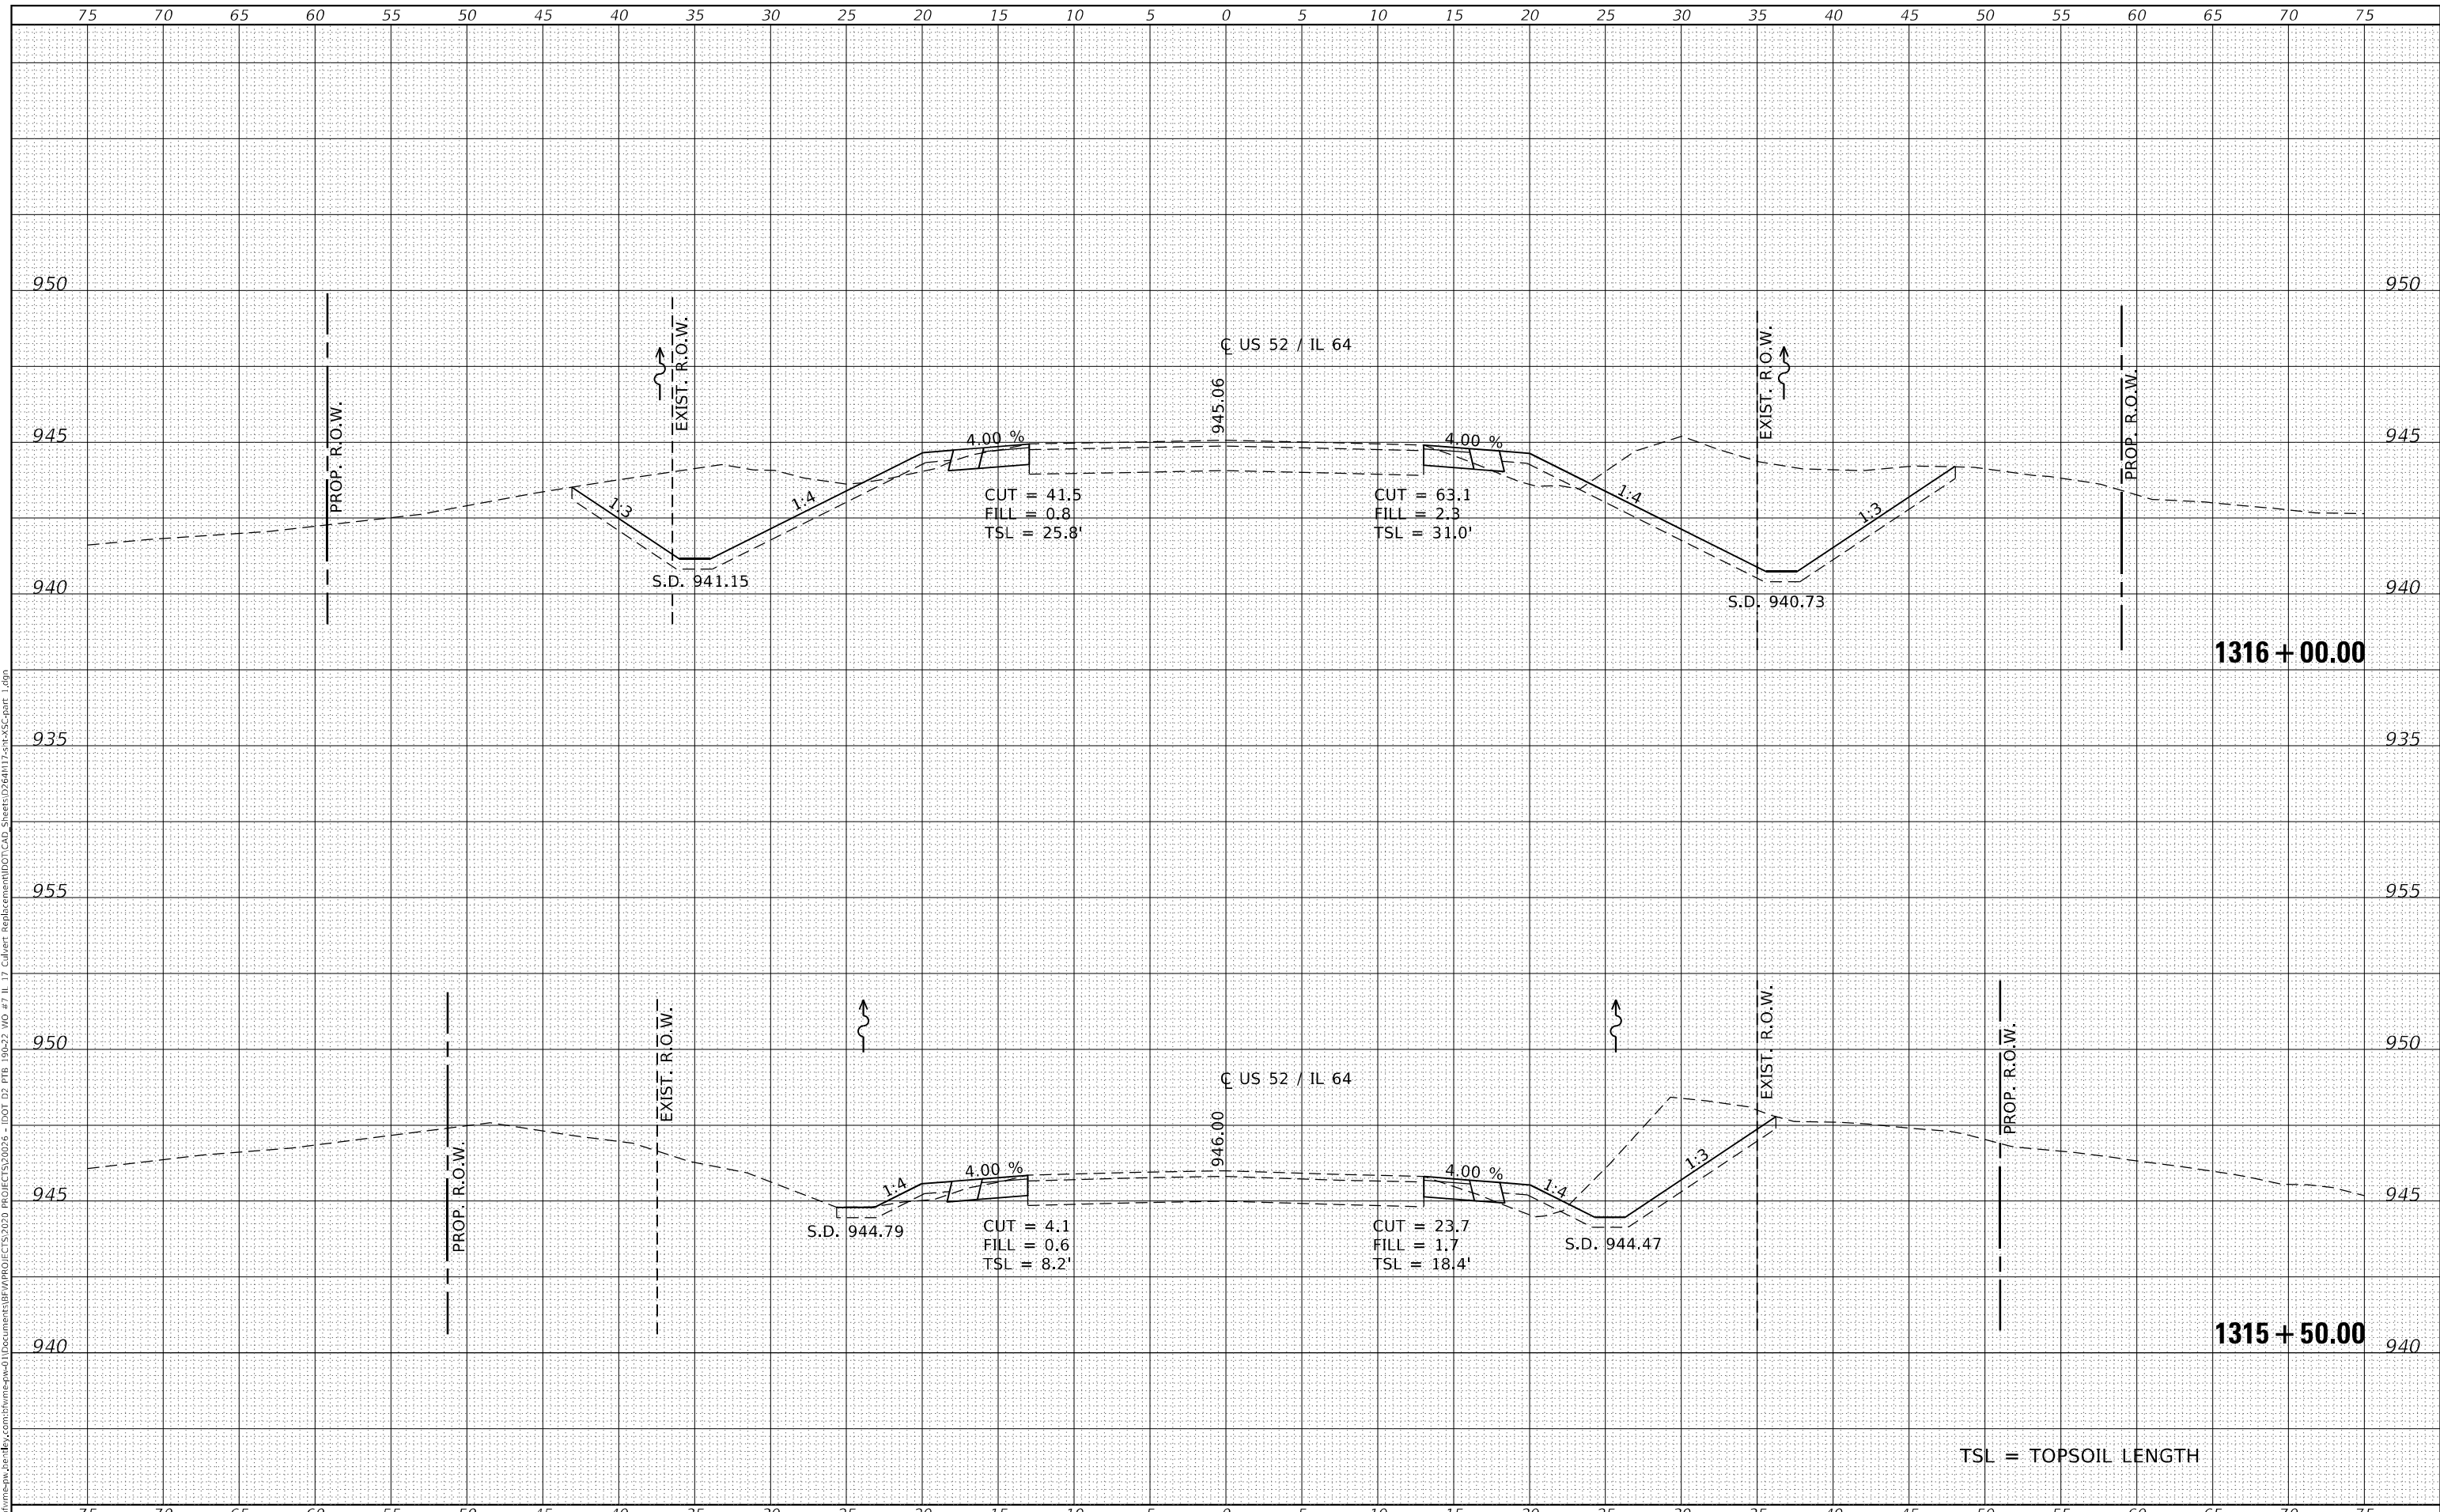 75 70 65 60 55 50 45 40 35 30 25 20 15 10 5 0 5 10 15 20 25 30 35 40 45 50 55 60 65 70 75
950 950
℄ US 52 / IL 64
PROP. R.O.W.
EXIST. R.O.W.
945.06
EXIST. R.O.W.
PROP. R.O.W.
945 945
4.00 %
4.00 %
1:3
1:4
CUT = 41.5
FILL = 0.8
TSL = 25.8'
CUT = 63.1
FILL = 2.3
TSL = 31.0'
1:4
1:3
S.D. 941.15
940 940
S.D. 940.73
1316 + 00.00
935 935
955 955
950 950
EXIST. R.O.W.
EXIST. R.O.W.
℄ US 52 / IL 64
PROP. R.O.W.
946.00
PROP. R.O.W.
945 945
4.00 %
4.00 %
1:4
1:4
1:3
S.D. 944.79
CUT = 4.1
FILL = 0.6
TSL = 8.2'
CUT = 23.7
FILL = 1.7
TSL = 18.4'
S.D. 944.47
1315 + 50.00
940 940
TSL = TOPSOIL LENGTH
75 70 65 60 55 50 45 40 35 30 25 20 15 10 5 0 5 10 15 20 25 30 35 40 45 50 55 60 65 70 75